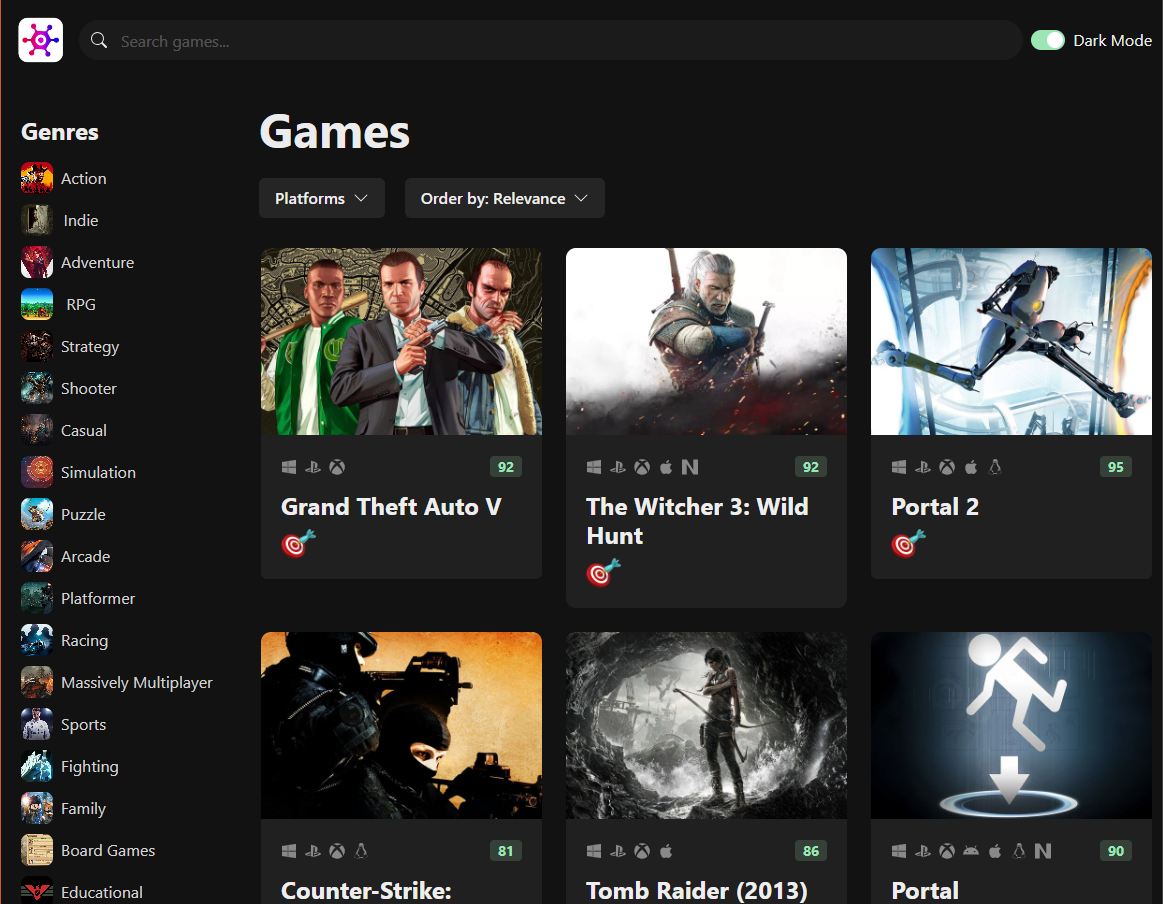 Search games...
Dark Mode
Genres
Action
Indie
Adventure
RPG
Strategy
Shooter
Casual
Simulation
Puzzle
Arcade
Platformer
Racing
Massively Multiplayer
Sports
Fighting
Family
Board Games
Educational
Games
Platforms
Order by: Relevance
92
Grand Theft Auto V
92
The Witcher 3: Wild
Hunt
95
Portal 2
81
Counter-Strike:
86
Tomb Raider (2013)
90
Portal